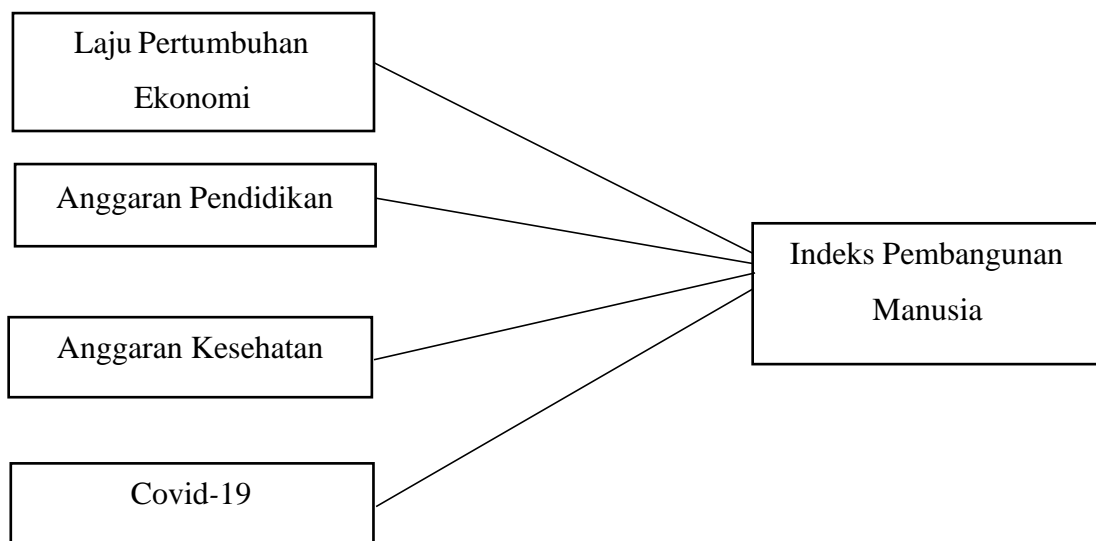 Laju Pertumbuhan
Ekonomi
Anggaran Pendidikan
Anggaran Kesehatan
Covid-19
Indeks Pembangunan
Manusia